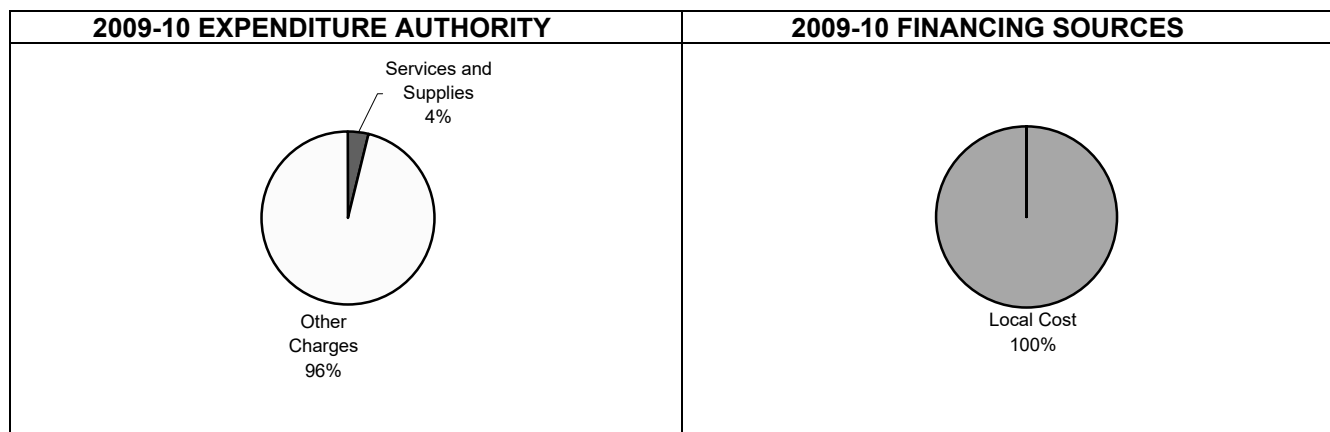 2009-10 EXPENDITURE AUTHORITY
Services and
Supplies
4%
Other
Charges
96%
2009-10 FINANCING SOURCES
Local Cost
100%